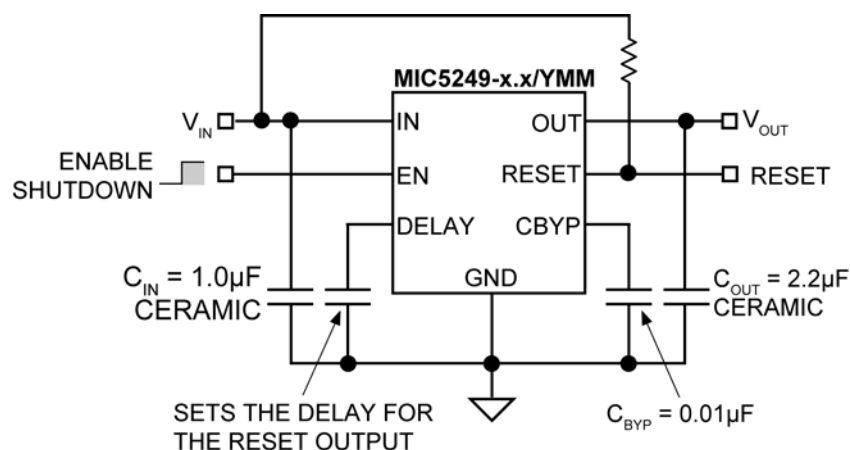 MIC5249-x.x/YMM
V_IN
IN
OUT
V_OUT
ENABLE
SHUTDOWN
EN
RESET
RESET
DELAY
CBYP
C_IN = 1.0µF
CERAMIC
GND
C_OUT = 2.2µF
CERAMIC
SETS THE DELAY FOR
THE RESET OUTPUT
C_BYP = 0.01µF